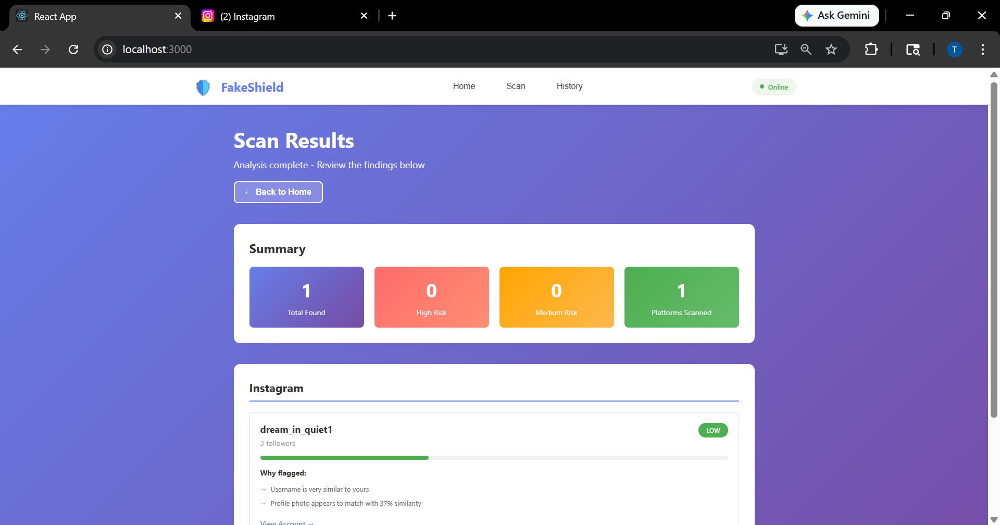 React App
(2) Instagram
Ask Gemini
localhost:3000
T
FakeShield
Home
Scan
History
Online
Scan Results
Analysis complete - Review the findings below
‹ Back to Home
Summary
1
Total Found
0
High Risk
0
Medium Risk
1
Platforms Scanned
Instagram
dream_in_quiet1
LOW
3 followers
Why flagged:
→ Username is very similar to yours
→ Profile photo appears to match with 37% similarity
View Account →